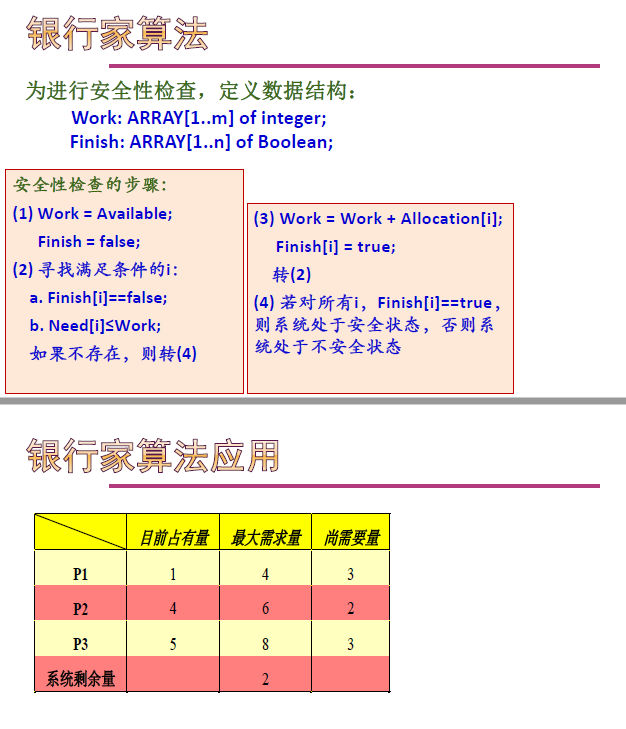 银行家算法
为进行安全性检查，定义数据结构：
Work: ARRAY[1..m] of integer;
Finish: ARRAY[1..n] of Boolean;
安全性检查的步骤：
(1) Work = Available;
Finish = false;
(2) 寻找满足条件的i：
a. Finish[i]==false;
b. Need[i]≤Work;
如果不存在，则转(4)
(3) Work = Work + Allocation[i];
Finish[i] = true;
转(2)
(4) 若对所有i，Finish[i]==true，
则系统处于安全状态，否则系
统处于不安全状态
银行家算法应用
目前占有量 最大需求量 尚需要量
P1 1 4 3
P2 4 6 2
P3 5 8 3
系统剩余量 2